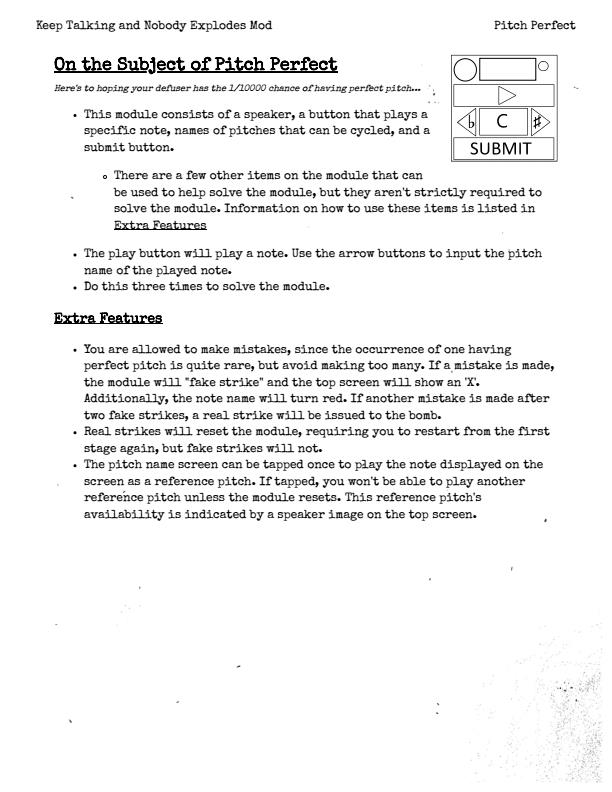 Keep Talking and Nobody Explodes Mod
Pitch Perfect
On the Subject of Pitch Perfect
Here's to hoping your defuser has the 1/10000 chance of having perfect pitch...
• This module consists of a speaker, a button that plays a
specific note, names of pitches that can be cycled, and a
submit button.
♭ C ♯
SUBMIT
o There are a few other items on the module that can
be used to help solve the module, but they aren't strictly required to
solve the module. Information on how to use these items is listed in
Extra Features
• The play button will play a note. Use the arrow buttons to input the pitch
name of the played note.
• Do this three times to solve the module.
Extra Features
• You are allowed to make mistakes, since the occurrence of one having
perfect pitch is quite rare, but avoid making too many. If a mistake is made,
the module will "fake strike" and the top screen will show an 'X'.
Additionally, the note name will turn red. If another mistake is made after
two fake strikes, a real strike will be issued to the bomb.
• Real strikes will reset the module, requiring you to restart from the first
stage again, but fake strikes will not.
• The pitch name screen can be tapped once to play the note displayed on the
screen as a reference pitch. If tapped, you won't be able to play another
reference pitch unless the module resets. This reference pitch's
availability is indicated by a speaker image on the top screen.